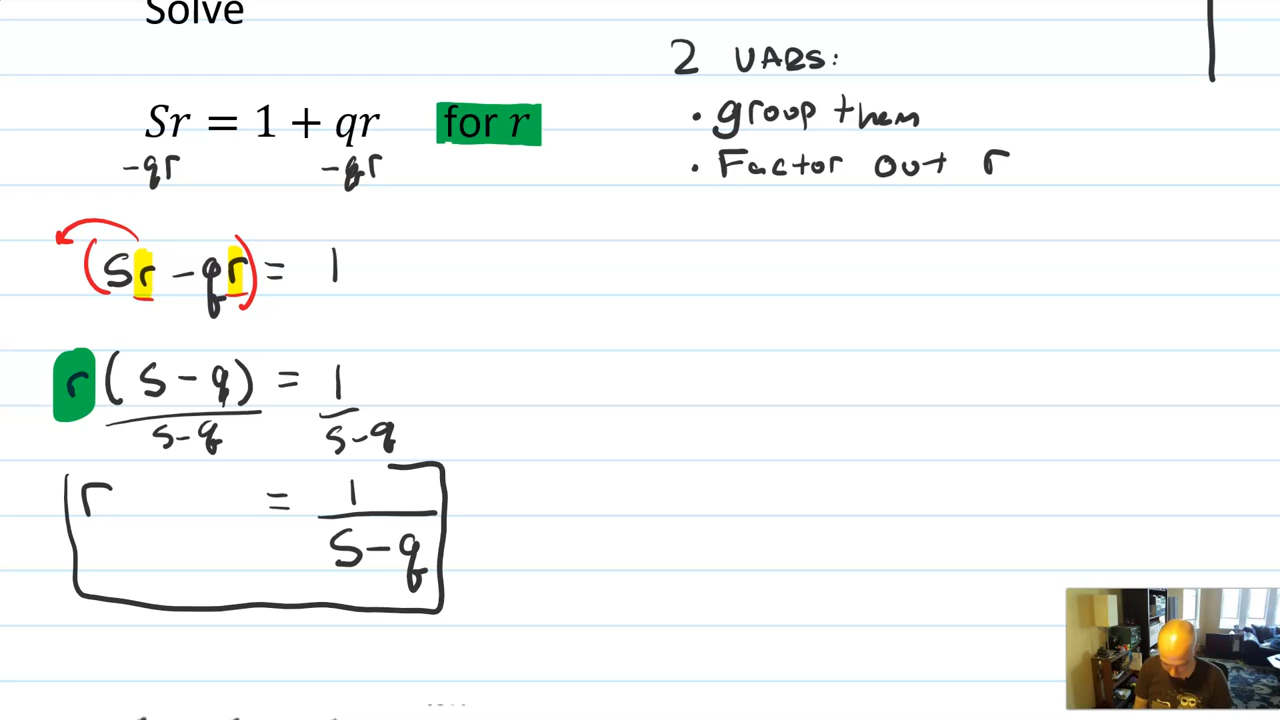 Solve
2 VARS:
Sr = 1 + qr for r
• group them
-qr -qr
• Factor out r
(Sr - qr) = 1
r(S - q) = 1
S-q S-q
r = 1
S-q